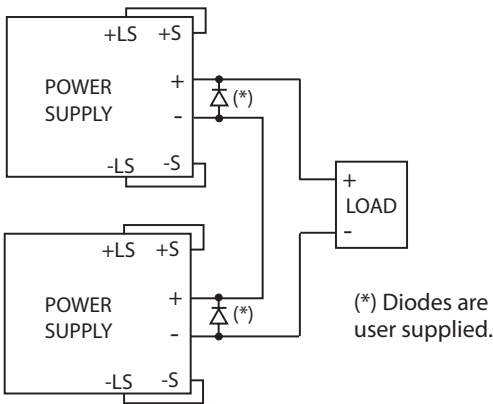 +LS +S
POWER
SUPPLY
+
(*)
-
-LS -S
+
LOAD
-
+LS +S
POWER
SUPPLY
+
(*)
-
-LS -S
(*) Diodes are
user supplied.